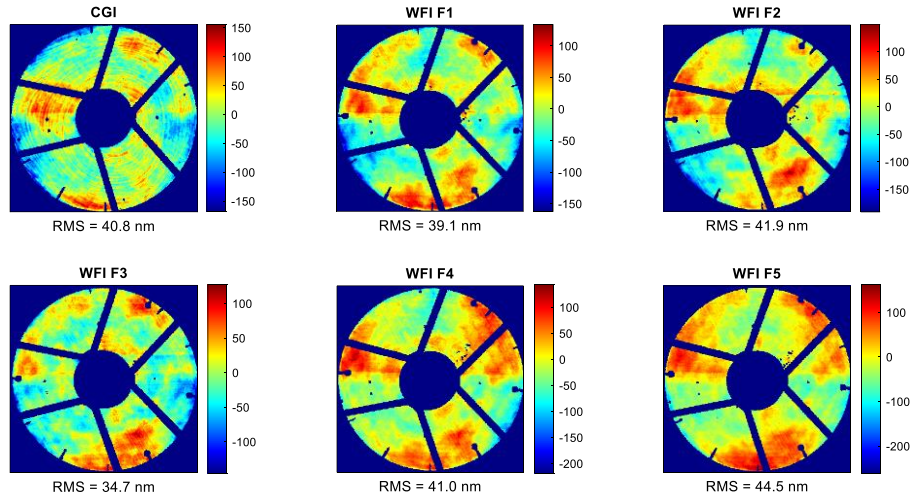 CGI
150
100
50
0
-50
-100
-150
RMS = 40.8 nm
WFI F1
100
50
0
-50
-100
-150
RMS = 39.1 nm
WFI F2
100
50
0
-50
-100
-150
RMS = 41.9 nm
WFI F3
100
50
0
-50
-100
RMS = 34.7 nm
WFI F4
100
50
0
-50
-100
-150
-200
RMS = 41.0 nm
WFI F5
100
0
-100
-200
RMS = 44.5 nm